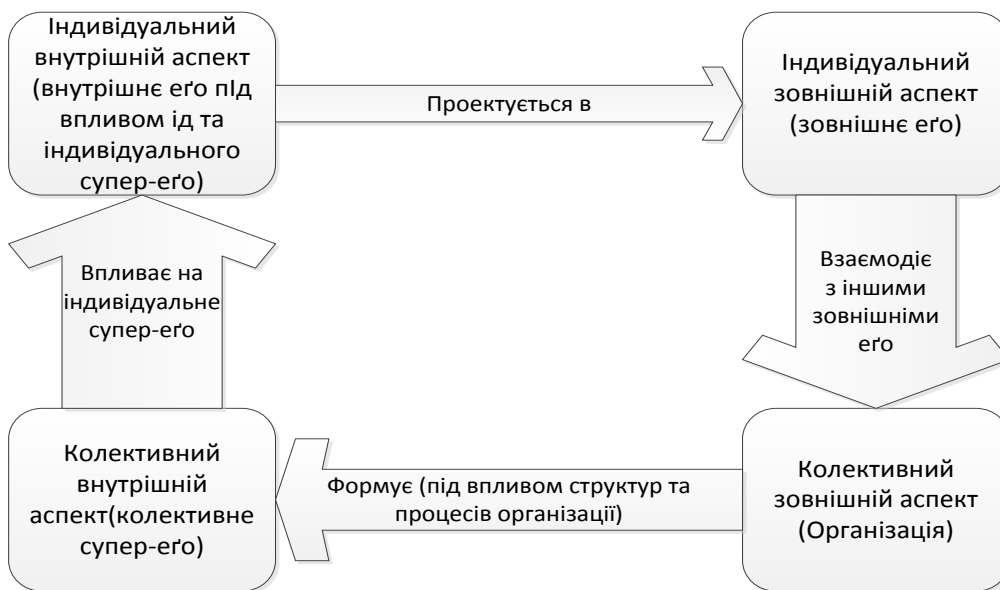 Індивідуальний
внутрішній аспект
(внутрішнє еґо пІд
впливом ід та
індивідуального
супер-еґо)
Проектується в
Індивідуальний
зовнішній аспект
(зовнішнє еґо)
Впливає на
індивідуальне
супер-еґо
Взаємодіє
з іншими
зовнішніми
еґо
Колективний
внутрішній
аспект(колективне
супер-еґо)
Формує (під впливом структур та
процесів організації)
Колективний
зовнішній аспект
(Організація)